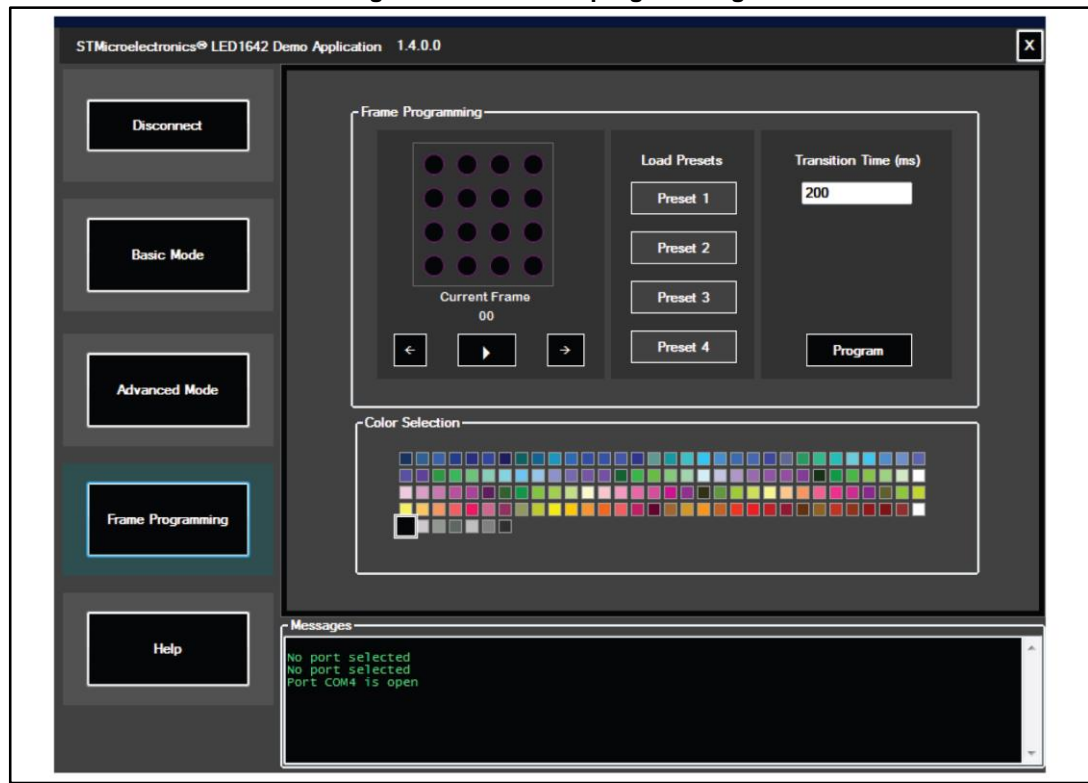 STMicroelectronics® LED1642 Demo Application 1.4.0.0
X
Disconnect
Basic Mode
Advanced Mode
Frame Programming
Help
Frame Programming
Current Frame
00
← →
Load Presets
Preset 1
Preset 2
Preset 3
Preset 4
Transition Time (ms)
200
Program
Color Selection
Messages
No port selected
No port selected
Port COM4 is open